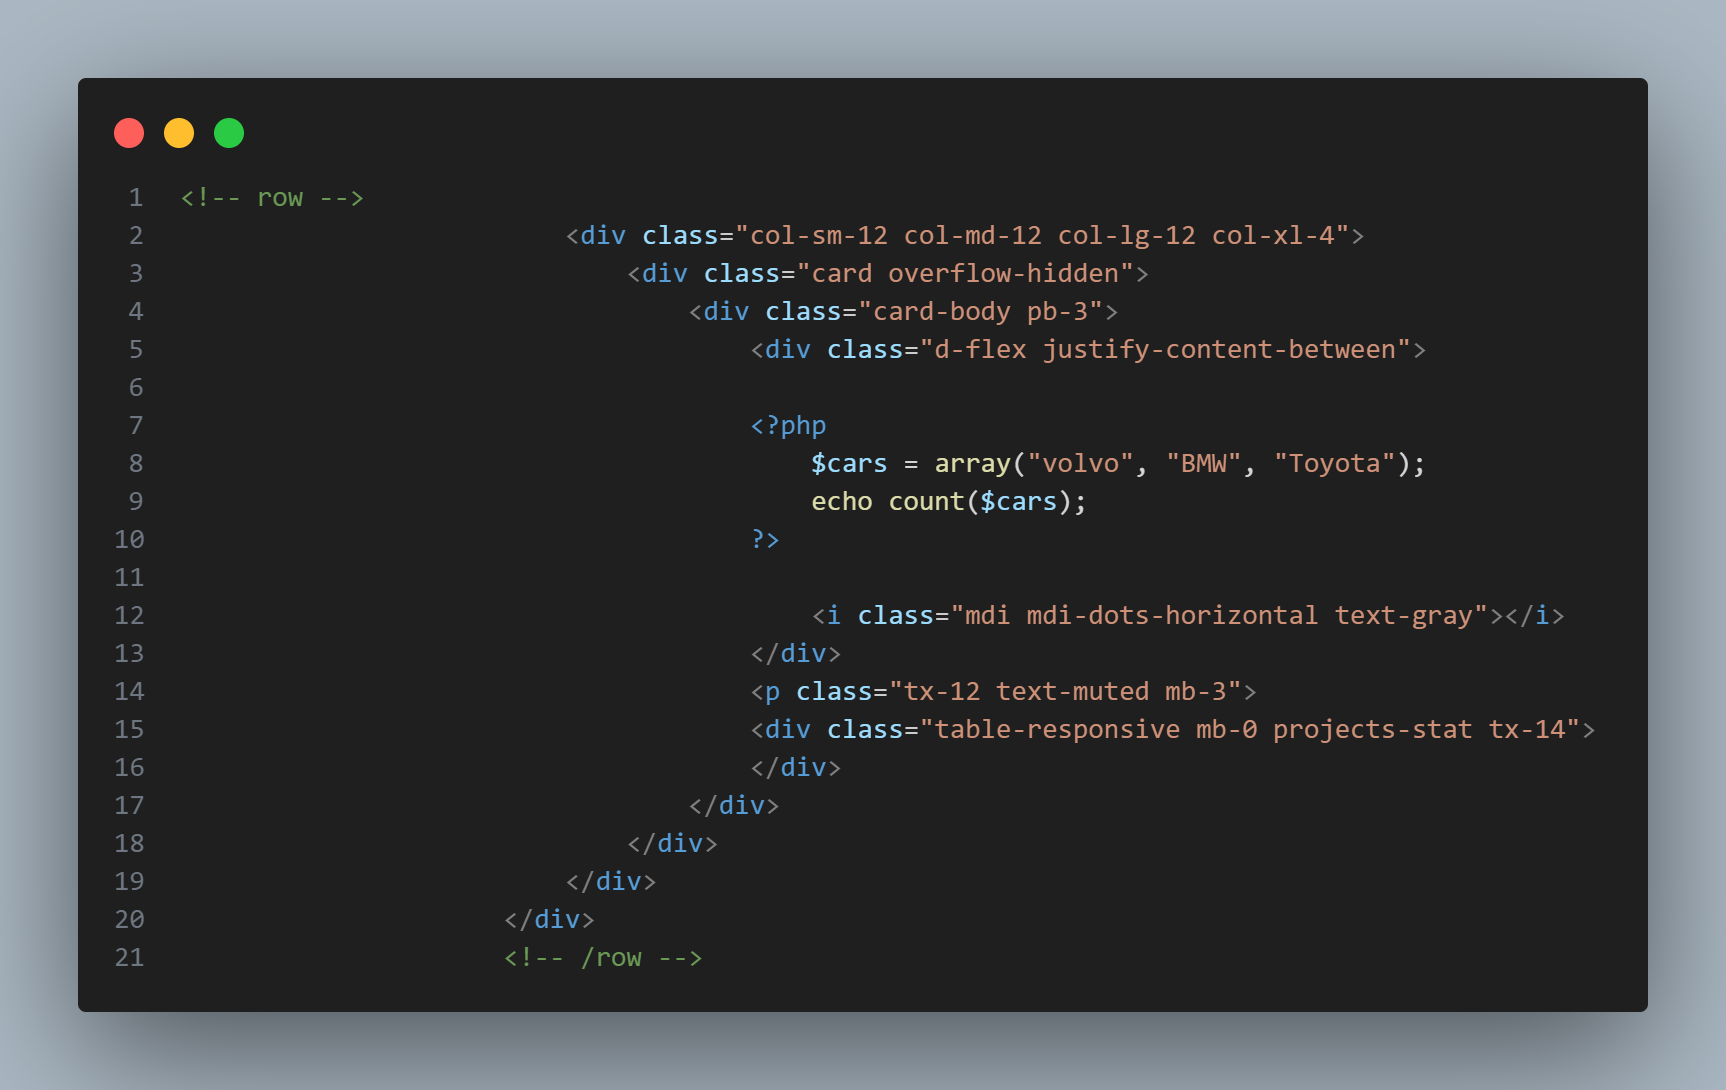 1 <!-- row -->
2 <div class="col-sm-12 col-md-12 col-lg-12 col-xl-4">
3 <div class="card overflow-hidden">
4 <div class="card-body pb-3">
5 <div class="d-flex justify-content-between">
6
7 <?php
8 $cars = array("volvo", "BMW", "Toyota");
9 echo count($cars);
10 ?>
11
12 <i class="mdi mdi-dots-horizontal text-gray"></i>
13 </div>
14 <p class="tx-12 text-muted mb-3">
15 <div class="table-responsive mb-0 projects-stat tx-14">
16 </div>
17 </div>
18 </div>
19 </div>
20 </div>
21 <!-- /row -->